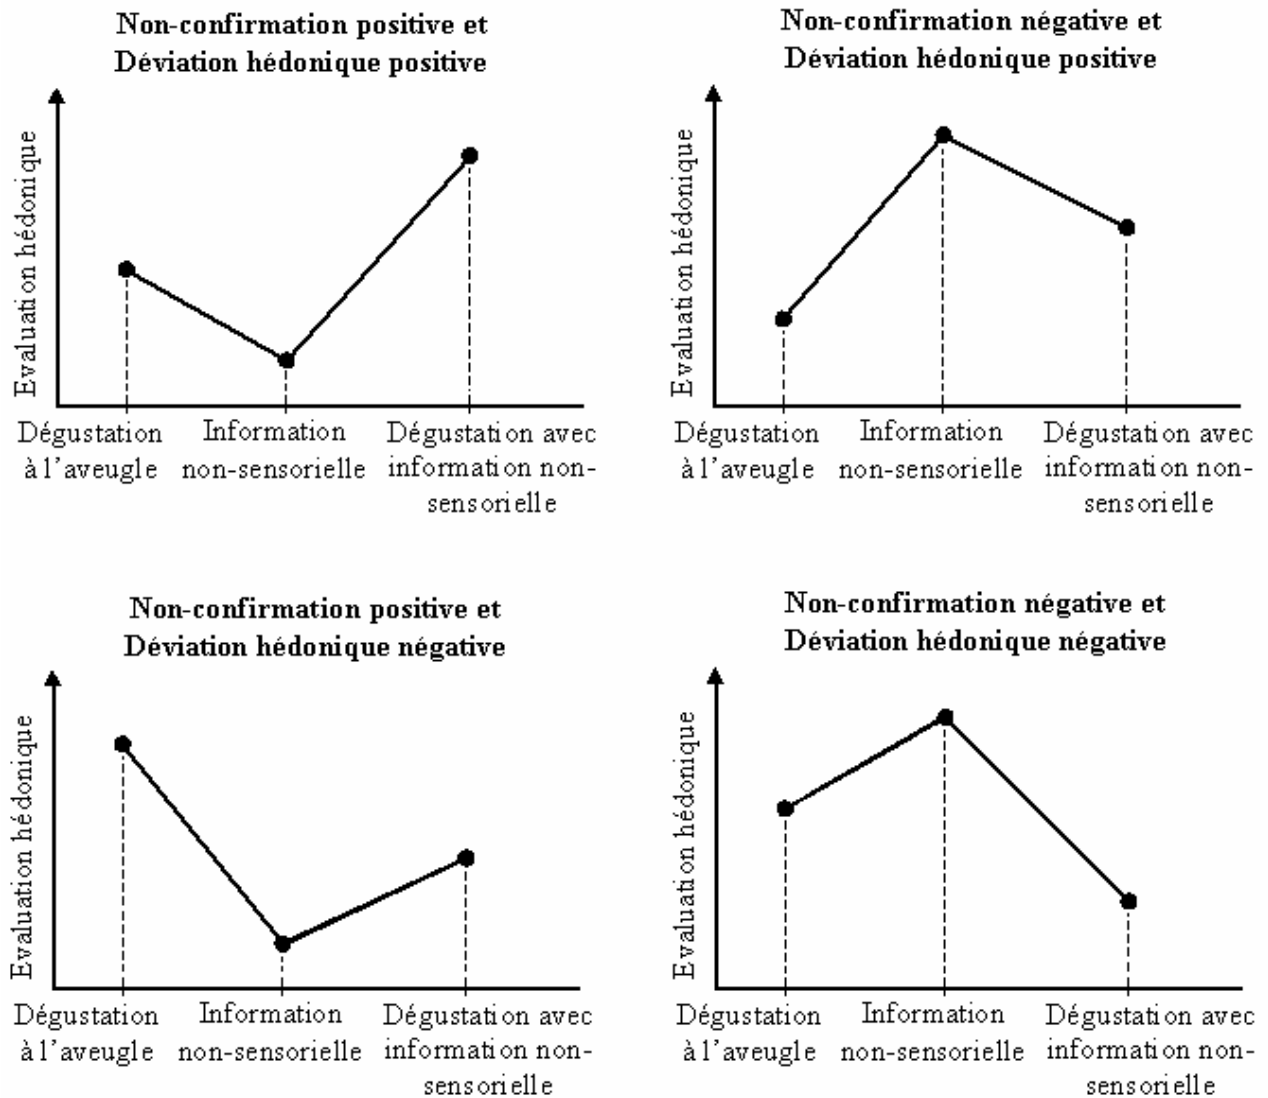 Non-confirmation positive et
Déviation hédonique positive
Evaluation hédonique
Dégustation
à l'aveugle
Information
non-sensorielle
Dégustation avec
information non-
sensorielle
Non-confirmation négative et
Déviation hédonique positive
Evaluation hédonique
Dégustation
à l'aveugle
Information
non-sensorielle
Dégustation avec
information non-
sensorielle
Non-confirmation positive et
Déviation hédonique négative
Evaluation hédonique
Dégustation
à l'aveugle
Information
non-sensorielle
Dégustation avec
information non-
sensorielle
Non-confirmation négative et
Déviation hédonique négative
Evaluation hédonique
Dégustation
à l'aveugle
Information
non-sensorielle
Dégustation avec
information non-
sensorielle